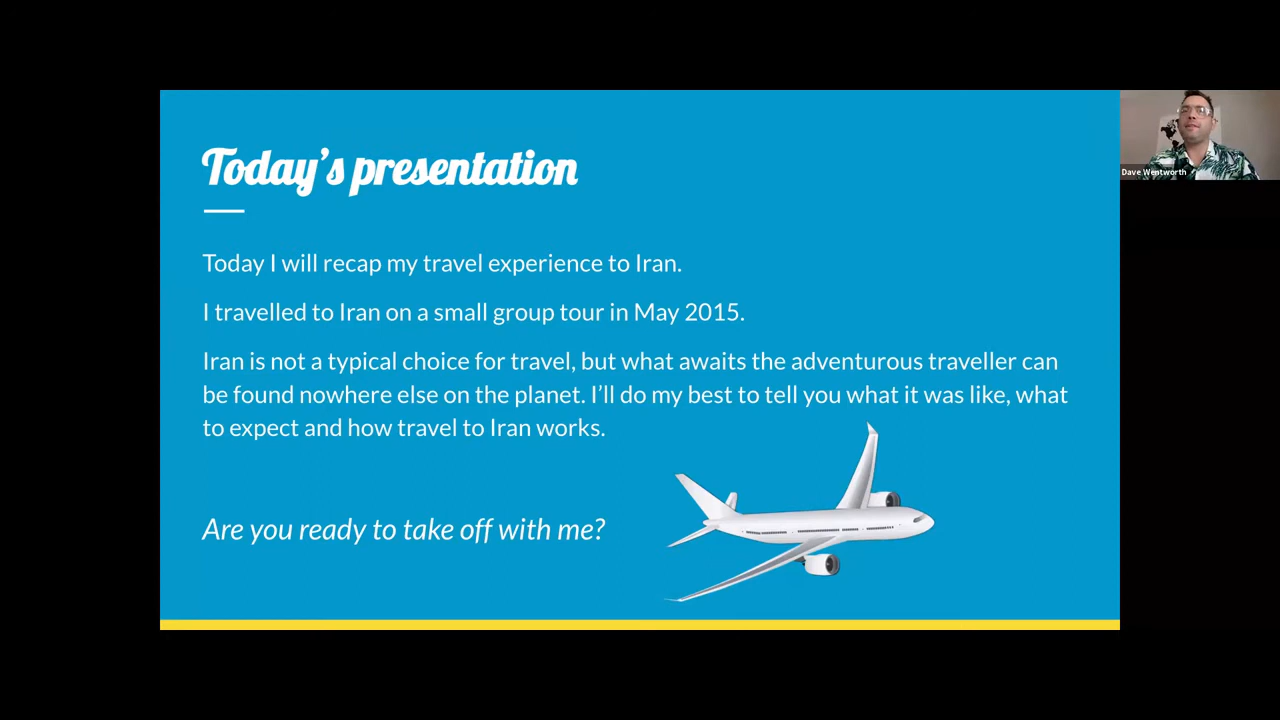 Today's presentation
Today I will recap my travel experience to Iran.
I travelled to Iran on a small group tour in May 2015.
Iran is not a typical choice for travel, but what awaits the adventurous traveller can
be found nowhere else on the planet. I'll do my best to tell you what it was like, what
to expect and how travel to Iran works.
Are you ready to take off with me?
Dave Wentworth